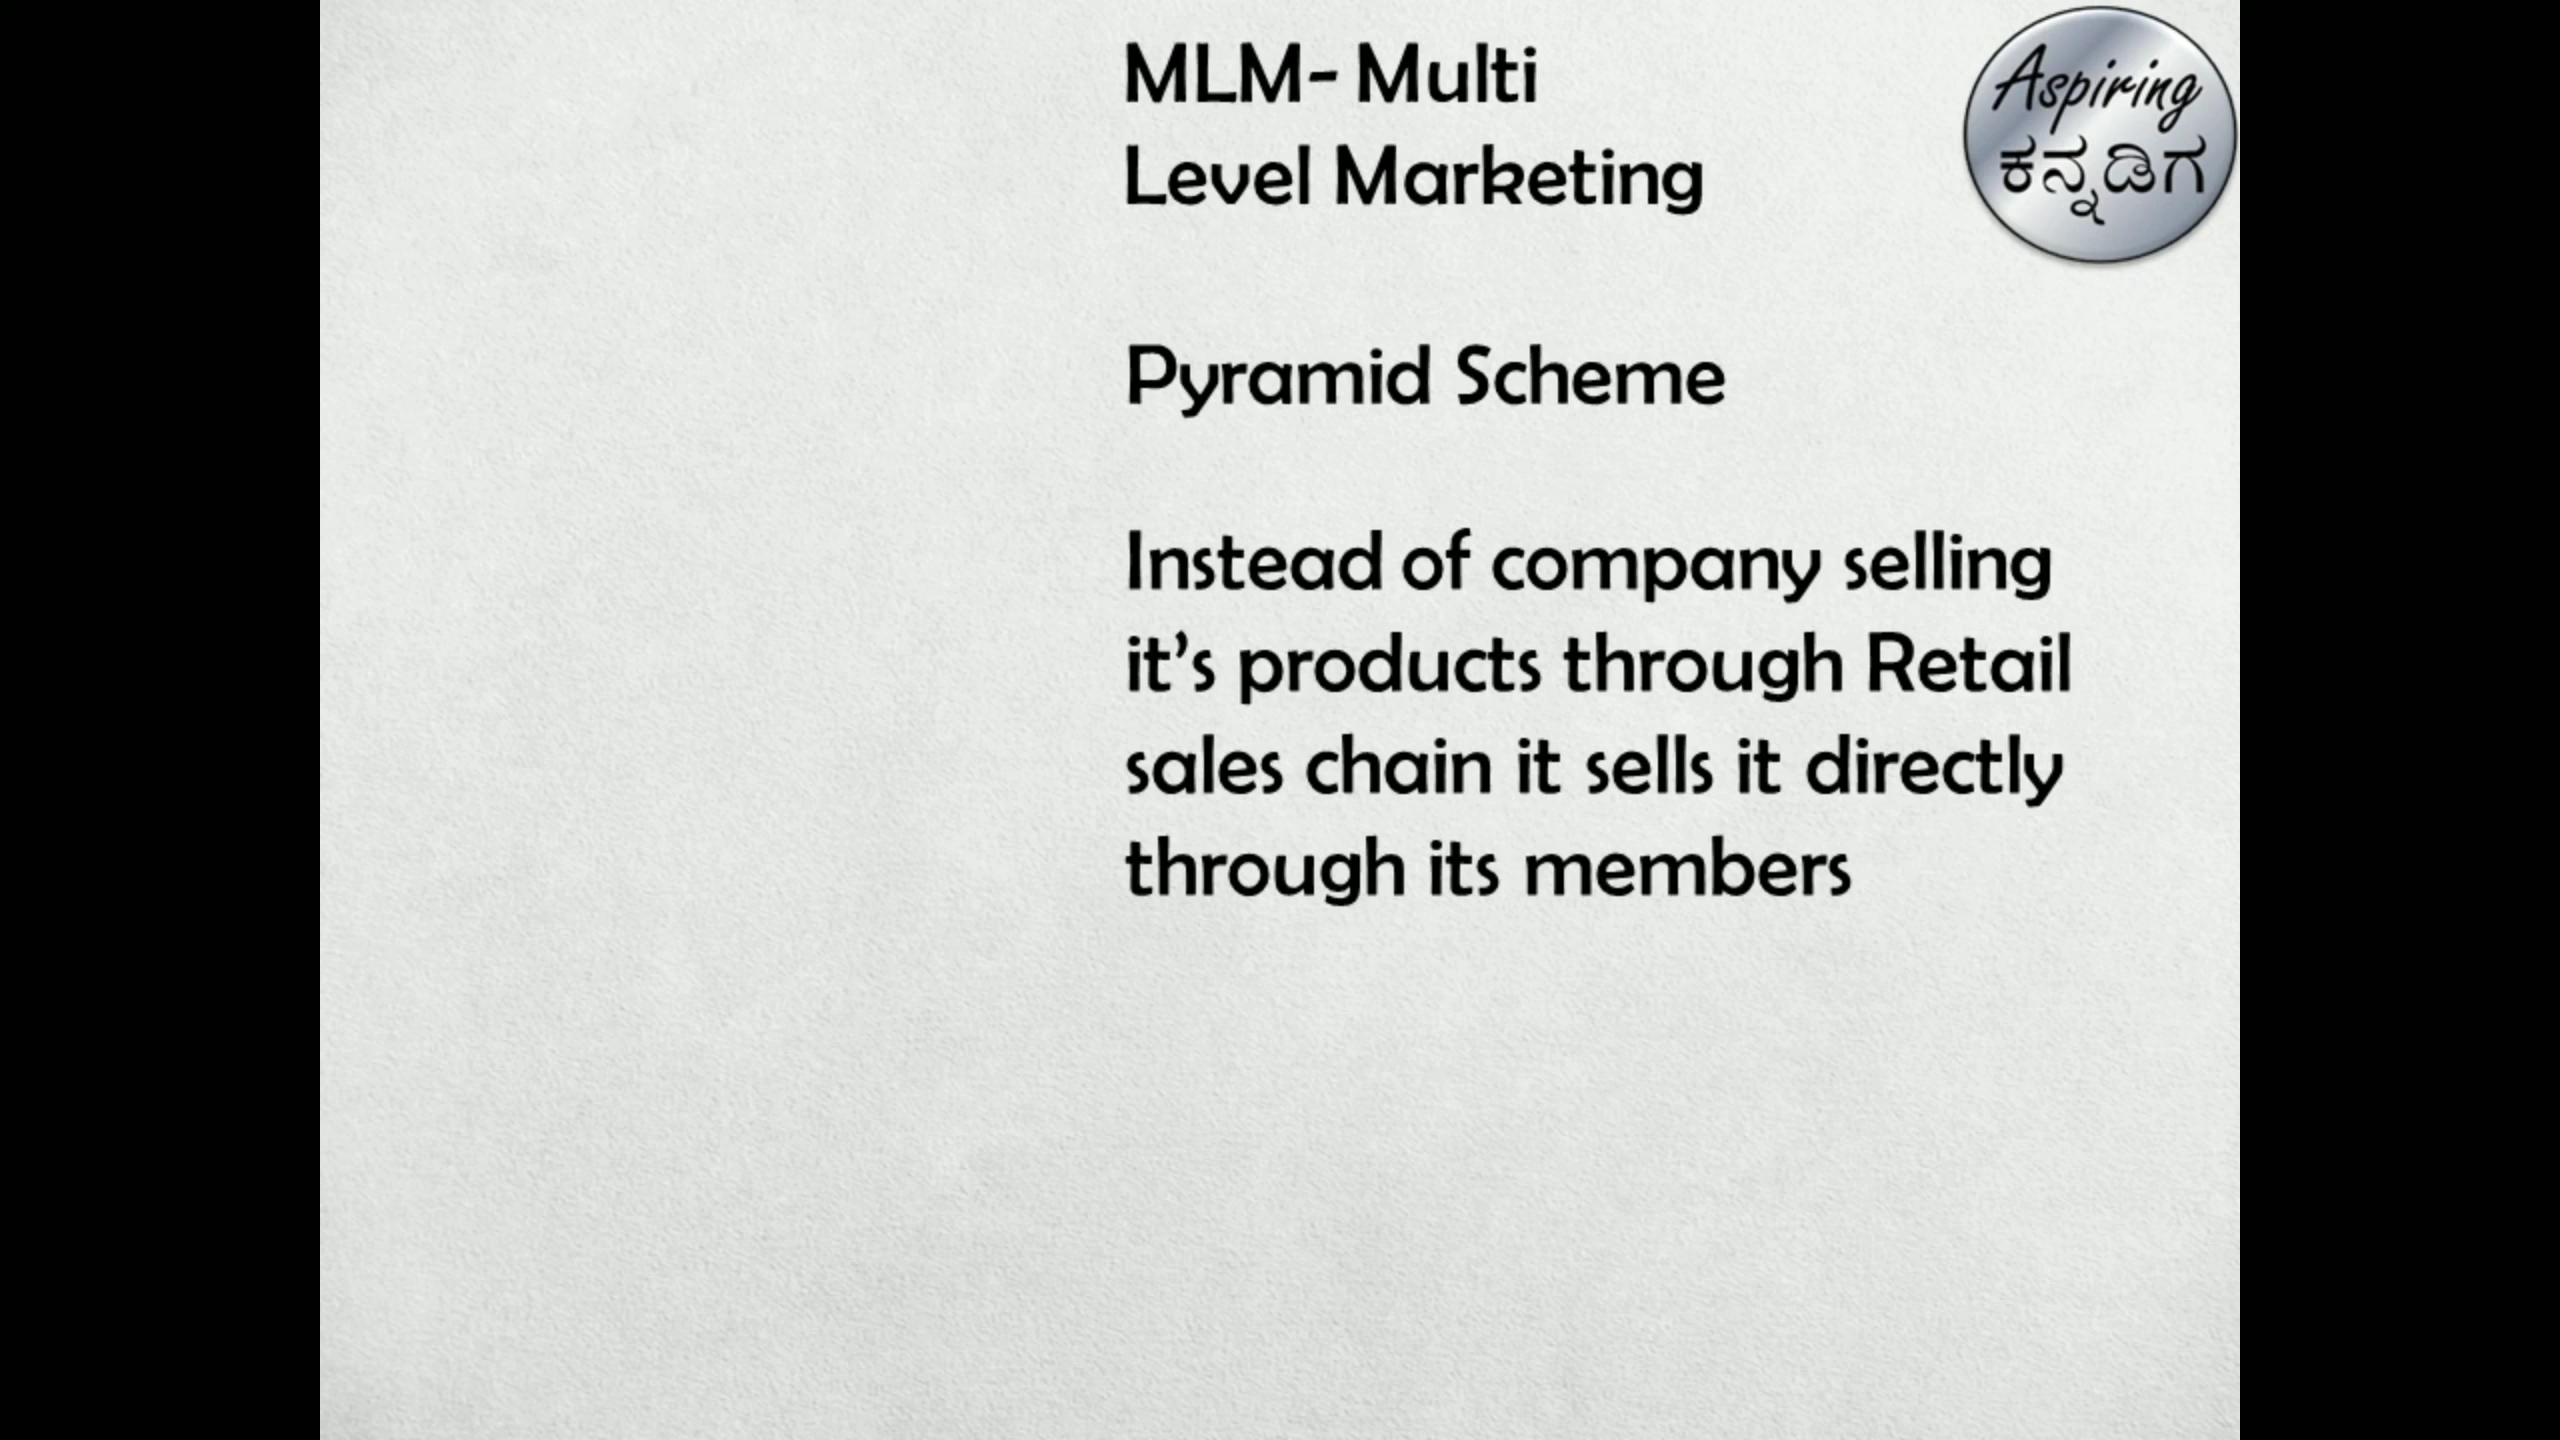 MLM- Multi
Level Marketing
Aspiring
ಕನ್ನಡಿಗ
Pyramid Scheme
Instead of company selling
it’s products through Retail
sales chain it sells it directly
through its members